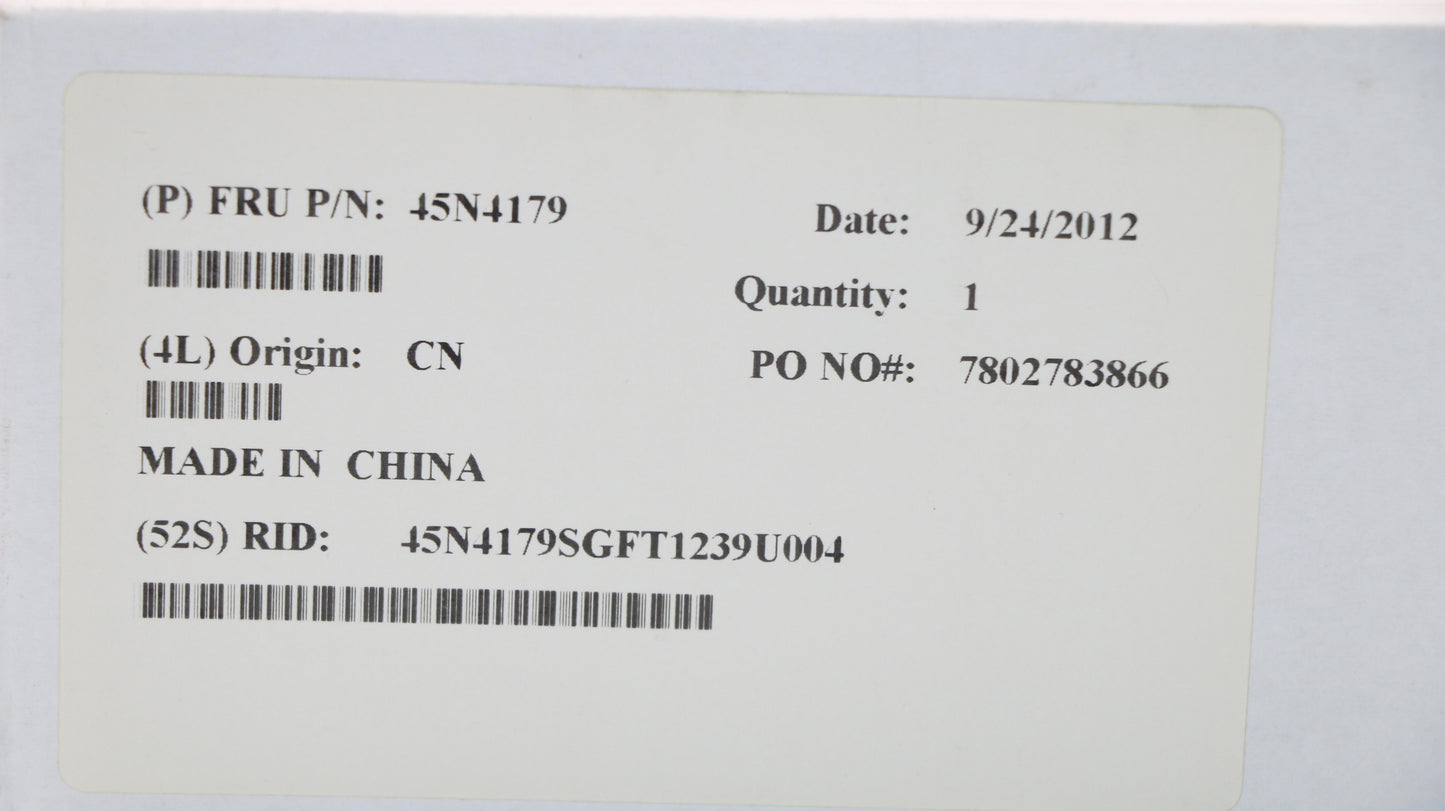 (P) FRU P/N: 45N4179
Date: 9/24/2012
Quantity: 1
(4L) Origin: CN
PO NO#: 7802783866
MADE IN CHINA
(52S) RID: 45N4179SGFT1239U004